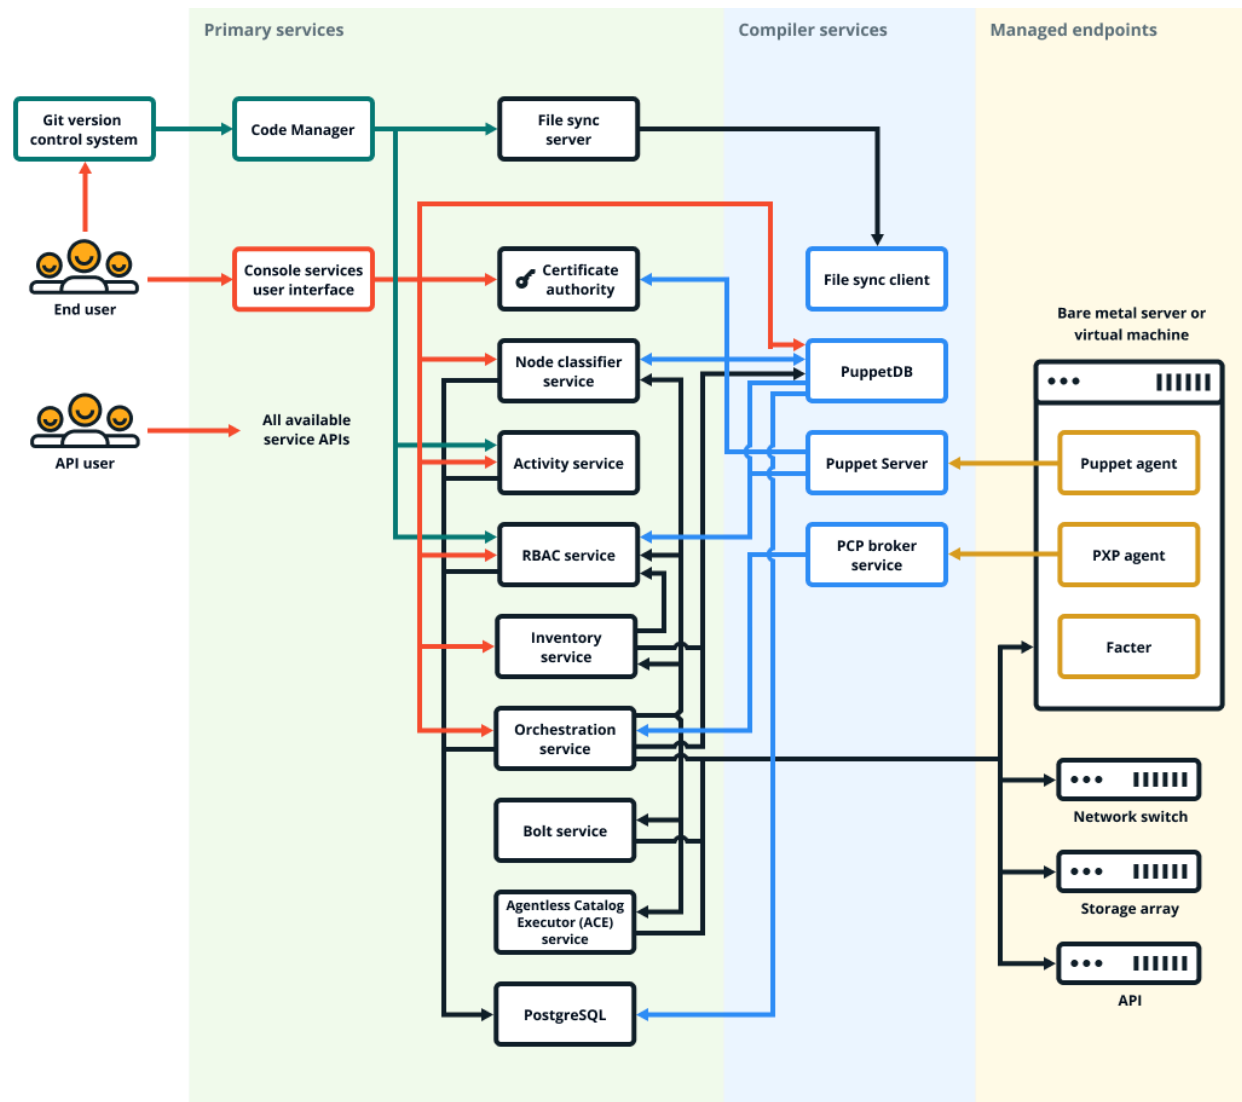 Primary services
Compiler services
Managed endpoints
Git version
control system
Code Manager
File sync
server
Console services
user interface
Certificate
authority
File sync client
End user
Bare metal server or
virtual machine
Node classifier
service
PuppetDB
All available
service APIs
API user
Activity service
Puppet Server
Puppet agent
RBAC service
PCP broker
service
PXP agent
Inventory
service
Facter
Orchestration
service
Network switch
Bolt service
Storage array
Agentless Catalog
Executor (ACE)
service
API
PostgreSQL